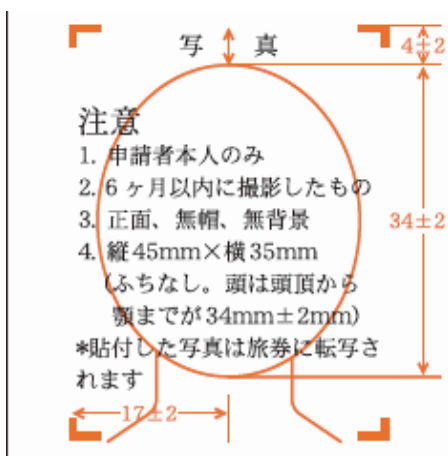 写 真
4±2
注意
1. 申請者本人のみ
2. 6 ヶ月以内に撮影したもの
3. 正面、無帽、無背景
34±2
4. 縦45mm×横35mm
(ふちなし。頭は頭頂から
顎までが34mm±2mm)
*貼付した写真は旅券に転写さ
れます
17±2